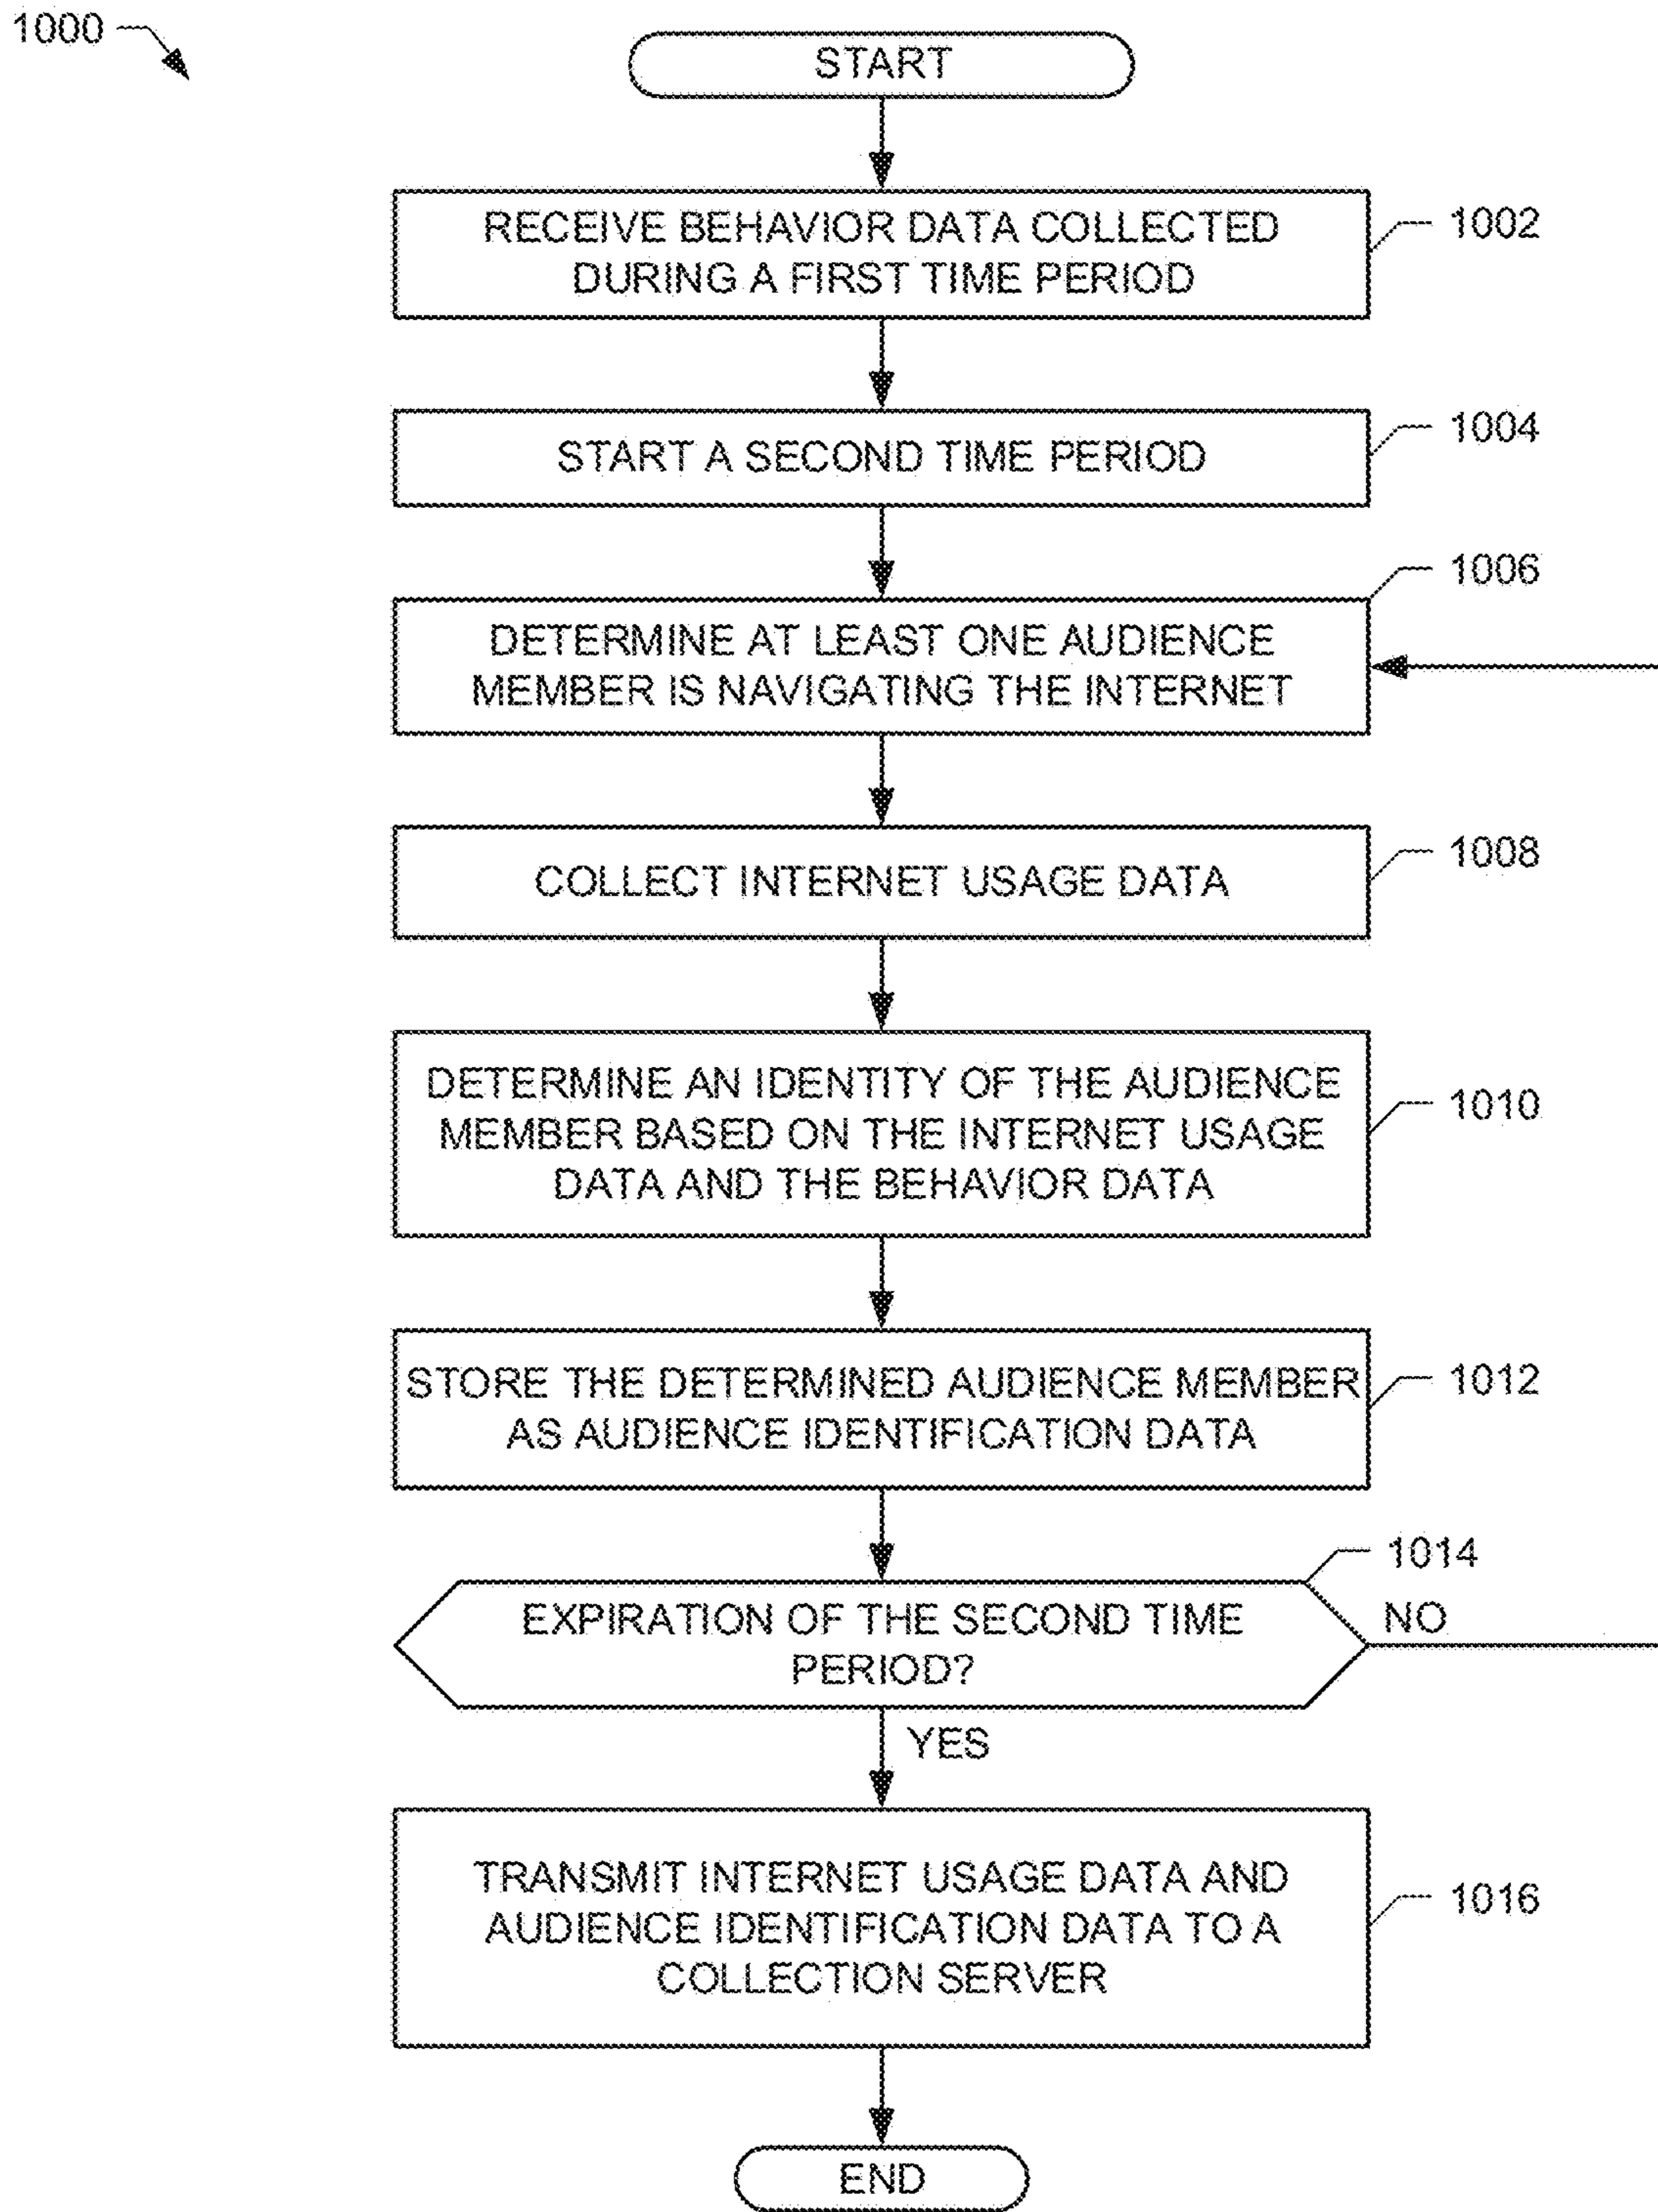 1000
START
RECEIVE BEHAVIOR DATA COLLECTED
DURING A FIRST TIME PERIOD
1002
START A SECOND TIME PERIOD
1004
DETERMINE AT LEAST ONE AUDIENCE
MEMBER IS NAVIGATING THE INTERNET
1006
COLLECT INTERNET USAGE DATA
1008
DETERMINE AN IDENTITY OF THE AUDIENCE
MEMBER BASED ON THE INTERNET USAGE
DATA AND THE BEHAVIOR DATA
1010
STORE THE DETERMINED AUDIENCE MEMBER
AS AUDIENCE IDENTIFICATION DATA
1012
EXPIRATION OF THE SECOND TIME
PERIOD?
1014
NO
YES
TRANSMIT INTERNET USAGE DATA AND
AUDIENCE IDENTIFICATION DATA TO A
COLLECTION SERVER
1016
END